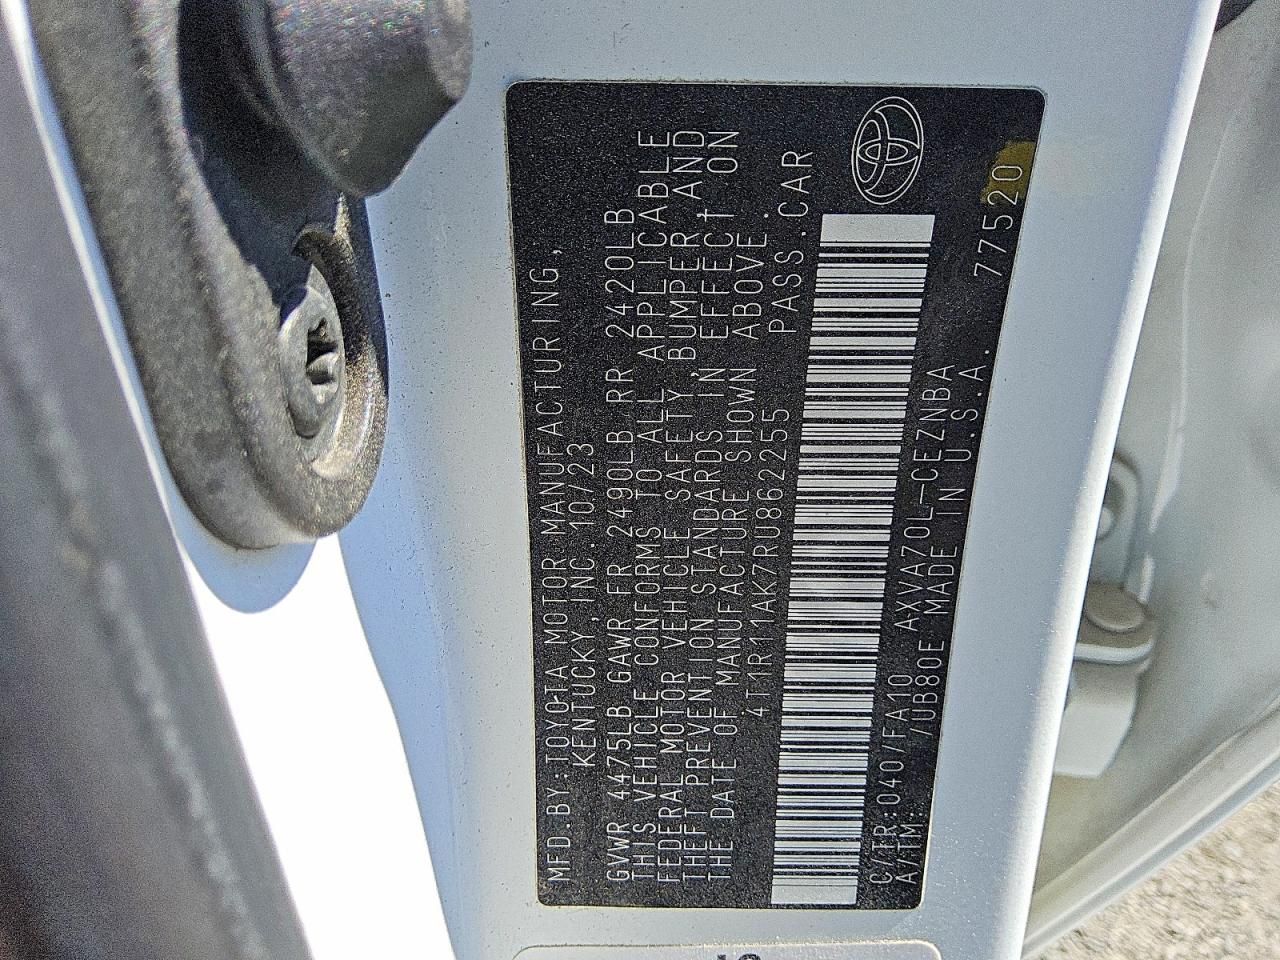 MFD.BY:TOYOTA MOTOR MANUFACTURING,
KENTUCKY,INC.10/23
GVWR 4475LB GAWR FR 2490LB RR 2420LB
THIS VEHICLE CONFORMS TO ALL APPLICABLE
FEDERAL MOTOR VEHICLE SAFETY,BUMPER,AND
THEFT PREVENTION STANDARDS IN EFFECT ON
THE DATE OF MANUFACTURE SHOWN ABOVE.
4T1R11AK7RU862255 PASS.CAR
C/TR:040/FA10 AXVA70L-CEZNBA 77520
A/TM: /UB80E MADE IN U.S.A.